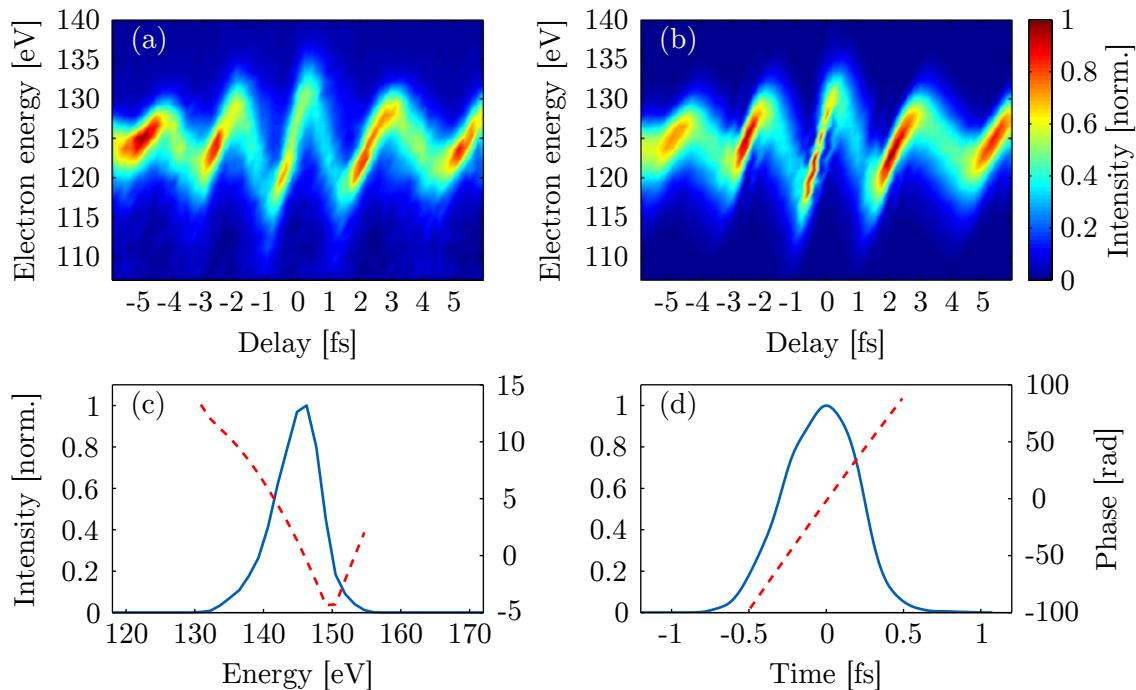 (a)
140
135
130
125
120
115
110
Electron energy [eV]
-5 -4 -3 -2 -1 0 1 2 3 4 5
Delay [fs]
(b)
140
135
130
125
120
115
110
Electron energy [eV]
-5 -4 -3 -2 -1 0 1 2 3 4 5
Delay [fs]
1
0.8
0.6
0.4
0.2
0
Intensity [norm.]
(c)
1
0.8
0.6
0.4
0.2
0
Intensity [norm.]
15
10
5
0
-5
120 130 140 150 160 170
Energy [eV]
(d)
1
0.8
0.6
0.4
0.2
0
100
50
0
-50
-100
Phase [rad]
-1 -0.5 0 0.5 1
Time [fs]